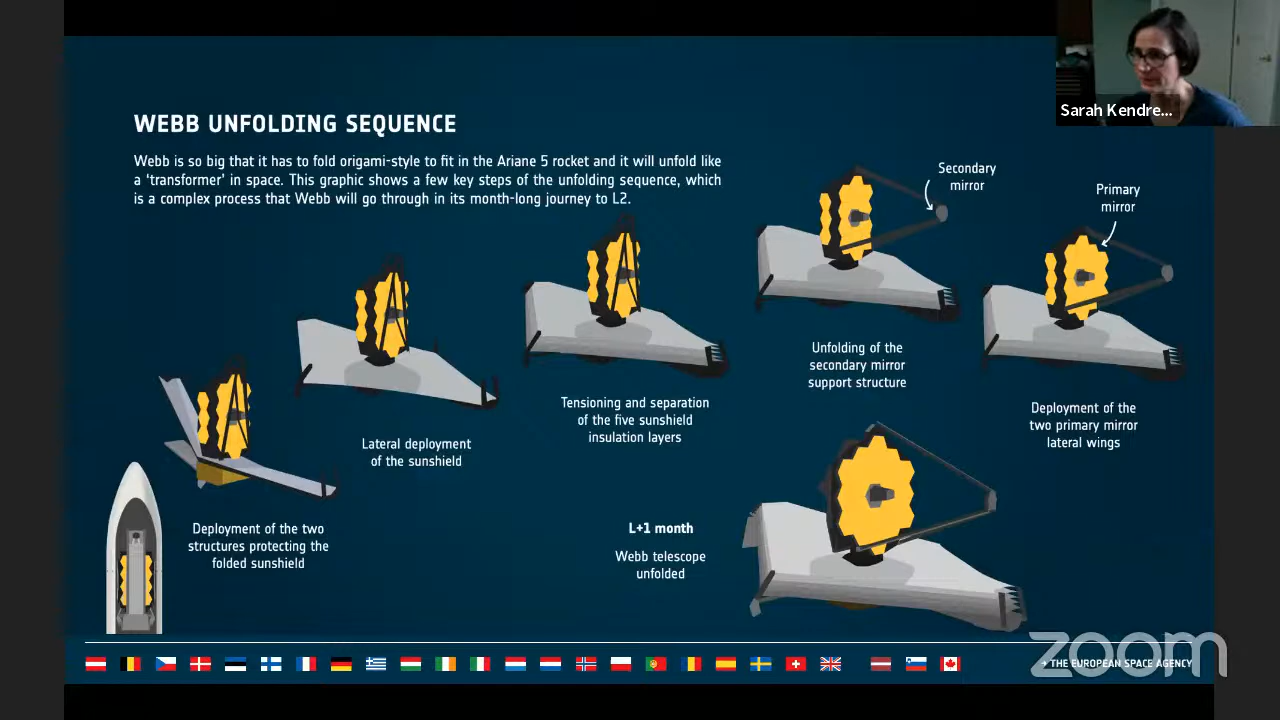 Sarah Kendre...
WEBB UNFOLDING SEQUENCE
Webb is so big that it has to fold origami-style to fit in the Ariane 5 rocket and it will unfold like
a 'transformer' in space. This graphic shows a few key steps of the unfolding sequence, which
is a complex process that Webb will go through in its month-long journey to L2.
Secondary
mirror
Primary
mirror
Unfolding of the
secondary mirror
support structure
Tensioning and separation
of the five sunshield
insulation layers
Deployment of the
two primary mirror
lateral wings
Lateral deployment
of the sunshield
Deployment of the two
structures protecting the
folded sunshield
L+1 month
Webb telescope
unfolded
zoom
→ THE EUROPEAN SPACE AGENCY